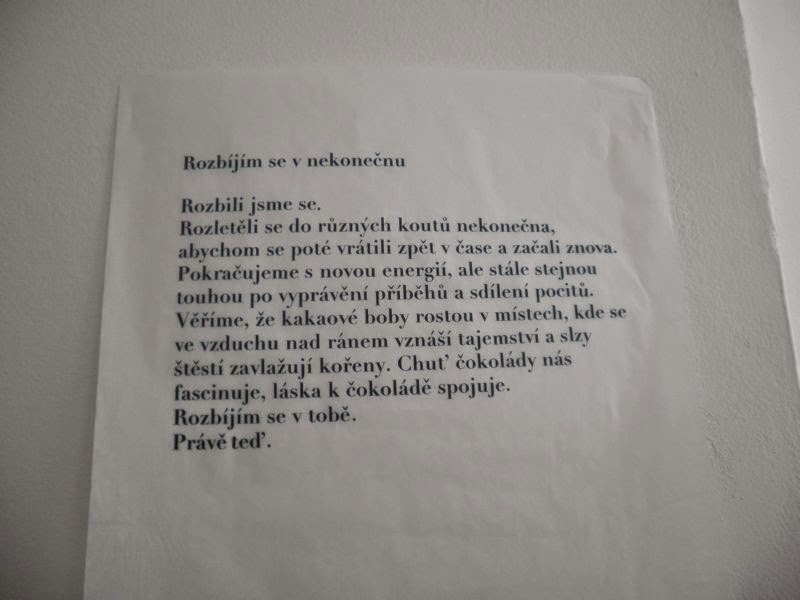 Rozbíjím se v nekonečnu
Rozbili jsme se.
Rozletěli se do různých koutů nekonečna,
abychom se poté vrátili zpět v čase a začali znova.
Pokračujeme s novou energií, ale stále stejnou
touhou po vyprávění příběhů a sdílení pocitů.
Věříme, že kakaové boby rostou v místech, kde se
ve vzduchu nad ránem vznáší tajemství a slzy
štěstí zavlažují kořeny. Chuť čokolády nás
fascinuje, láska k čokoládě spojuje.
Rozbíjím se v tobě.
Právě teď.